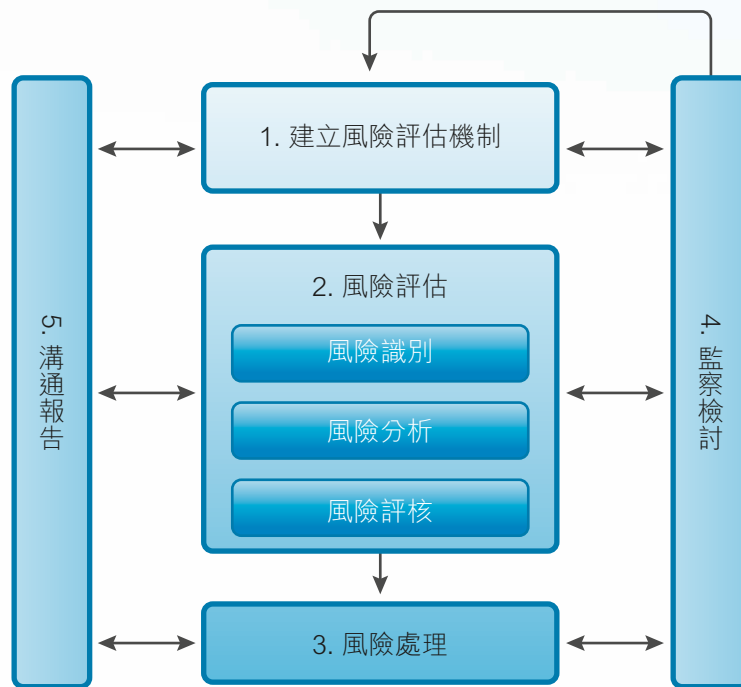 1. 建立風險評估機制
2. 風險評估
風險識別
風險分析
風險評核
3. 風險處理
4. 監察檢討
5. 溝通報告